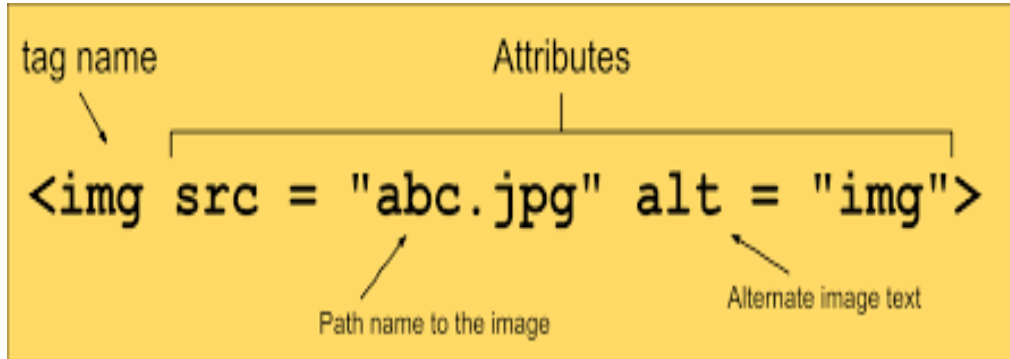 tag name
Attributes
<img src = "abc.jpg" alt = "img">
Path name to the image
Alternate image text